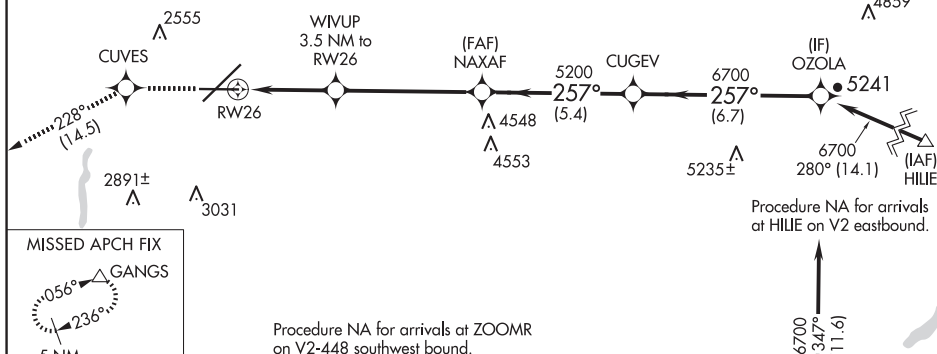 2555
4859
CUVES
WIVUP
3.5 NM to
RW26
(FAF)
NAXAF
5200
257°
(5.4)
CUGEV
6700
257°
(6.7)
(IF)
OZOLA
5241
RW26
228°
(14.5)
4548
4553
5235±
6700
280° (14.1)
(IAF)
HILIE
2891±
3031
Procedure NA for arrivals
at HILIE on V2 eastbound.
MISSED APCH FIX
GANGS
056°
236°
5 NM
Procedure NA for arrivals at ZOOMR
on V2-448 southwest bound.
6700
347°
11.6)